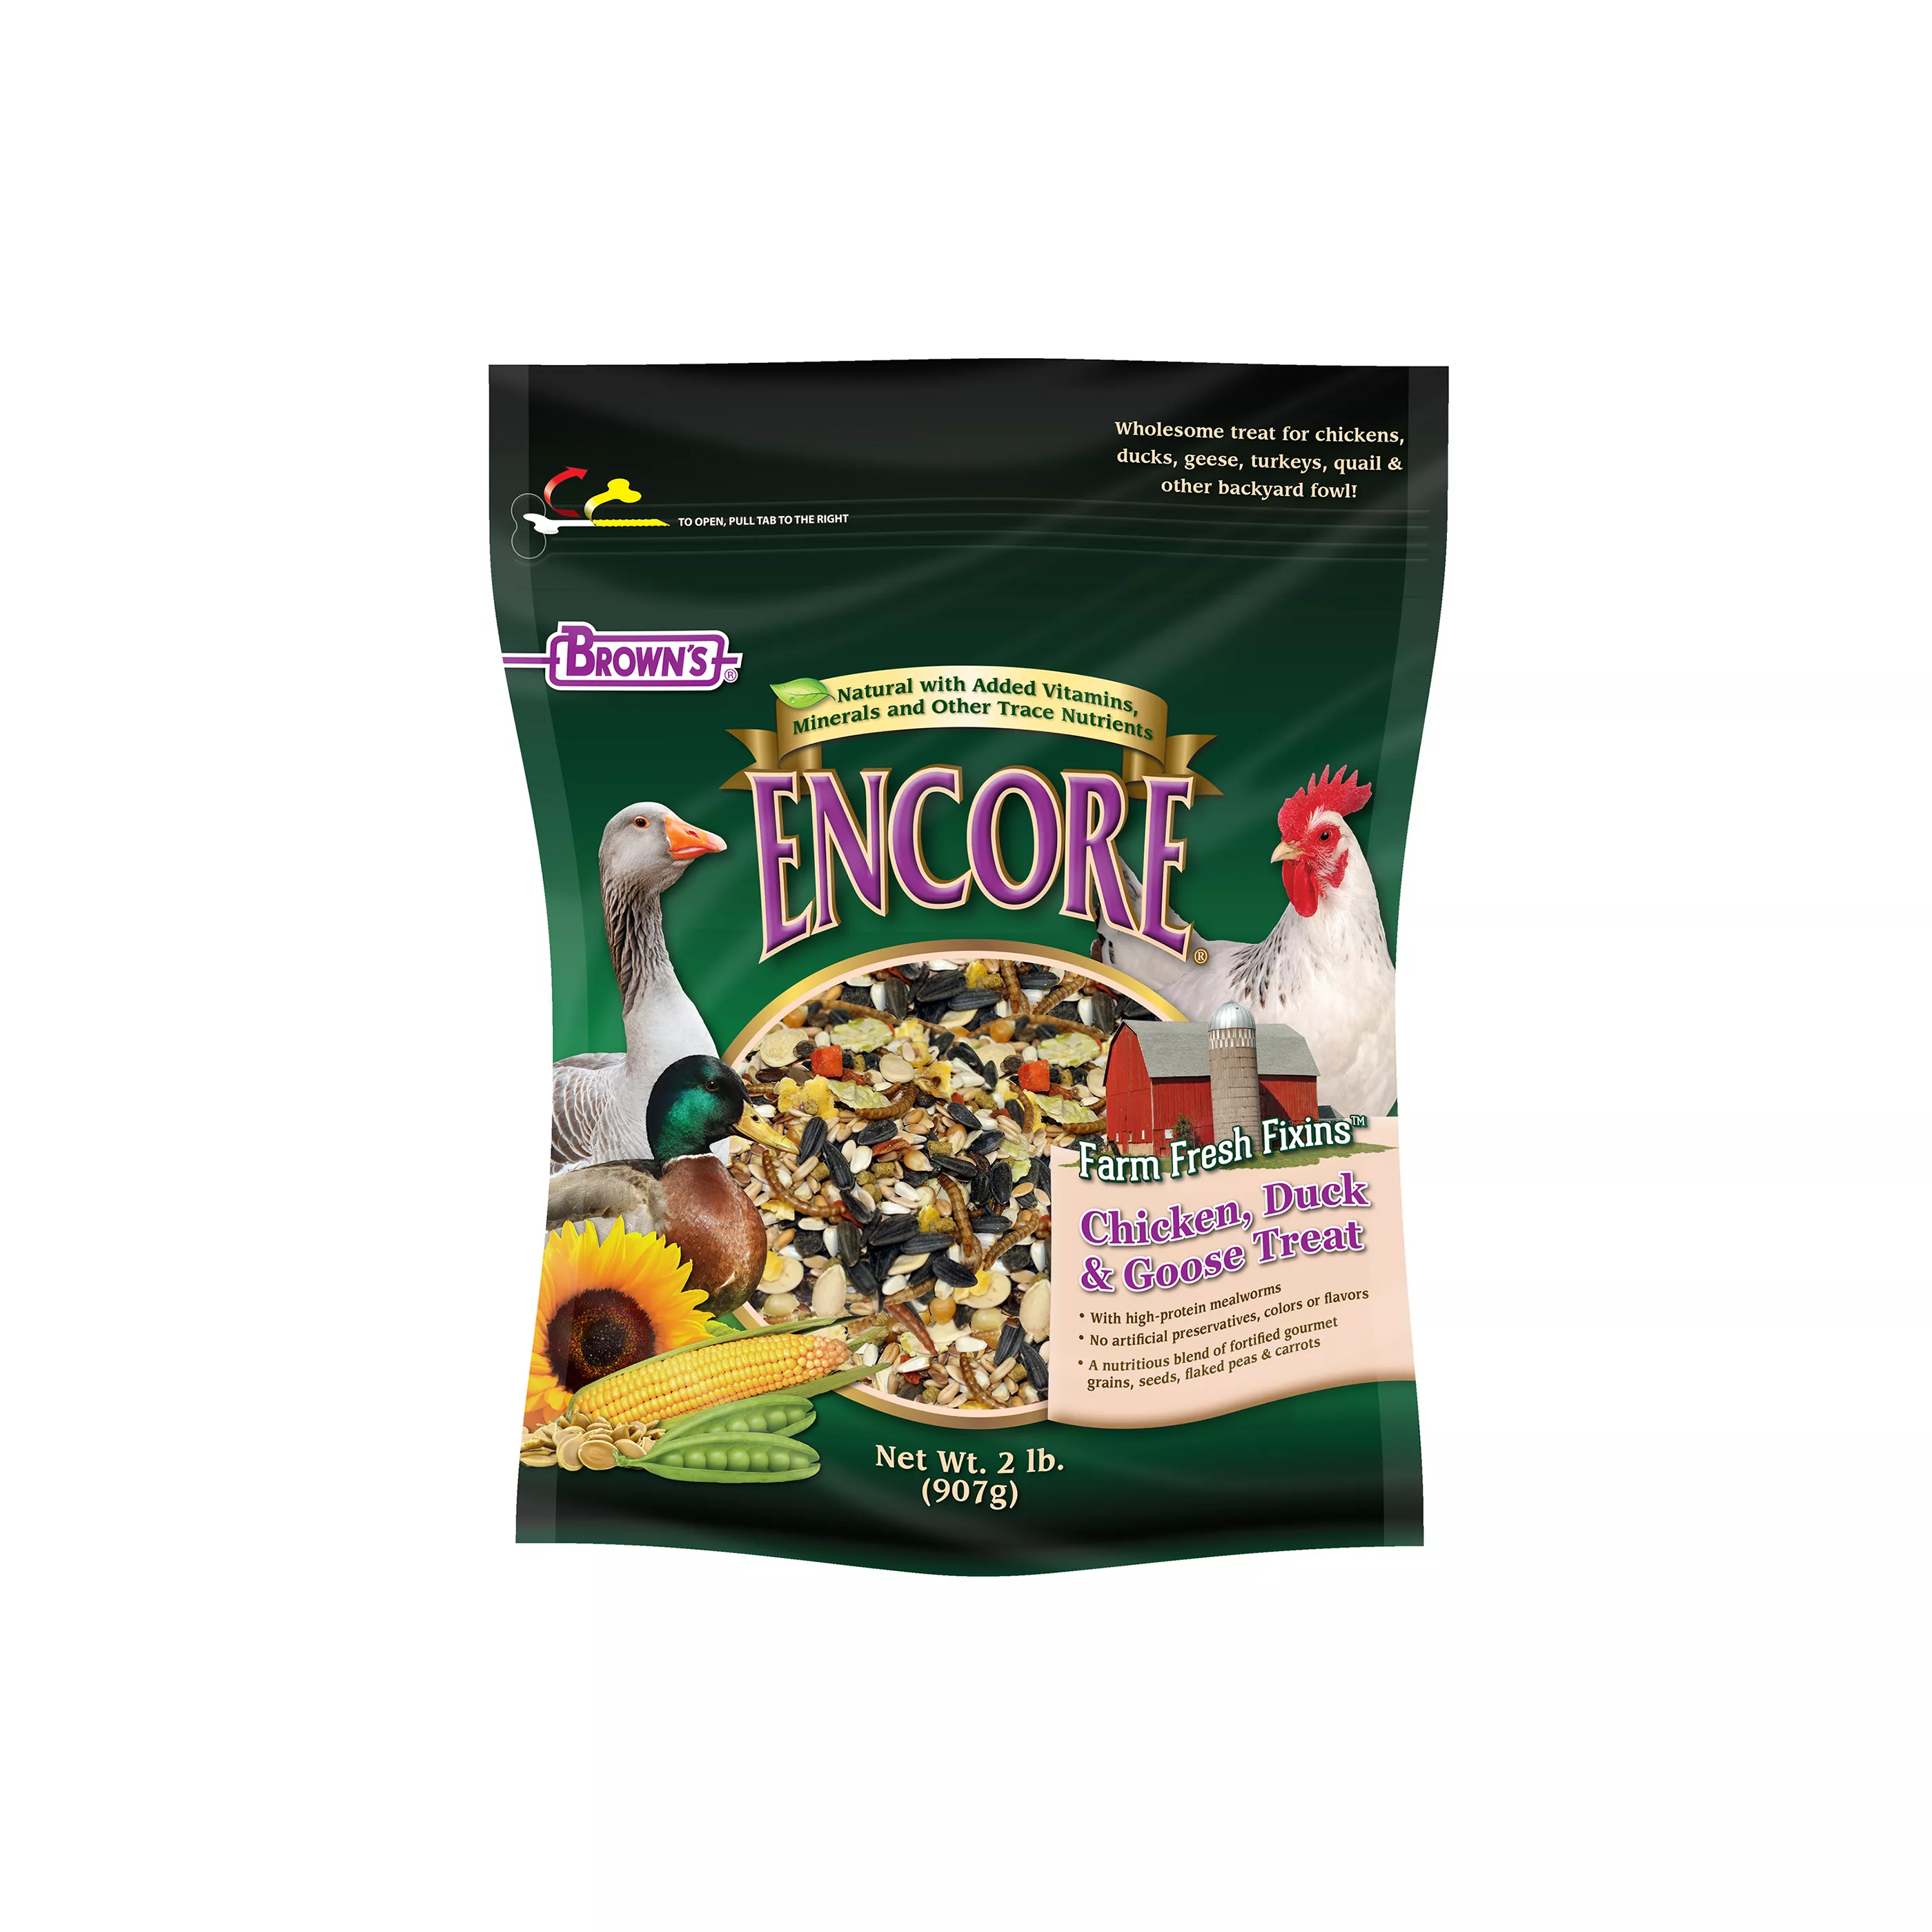 Wholesome treat for chickens,
ducks, geese, turkeys, quail &
other backyard fowl!
TO OPEN, PULL TAB TO THE RIGHT
BROWN'S®
Natural with Added Vitamins,
Minerals and Other Trace Nutrients
ENCORE®
Farm Fresh Fixins™
Chicken, Duck
& Goose Treat
• With high-protein mealworms
• No artificial preservatives, colors or flavors
• A nutritious blend of fortified gourmet
grains, seeds, flaked peas & carrots
Net Wt. 2 lb.
(907g)